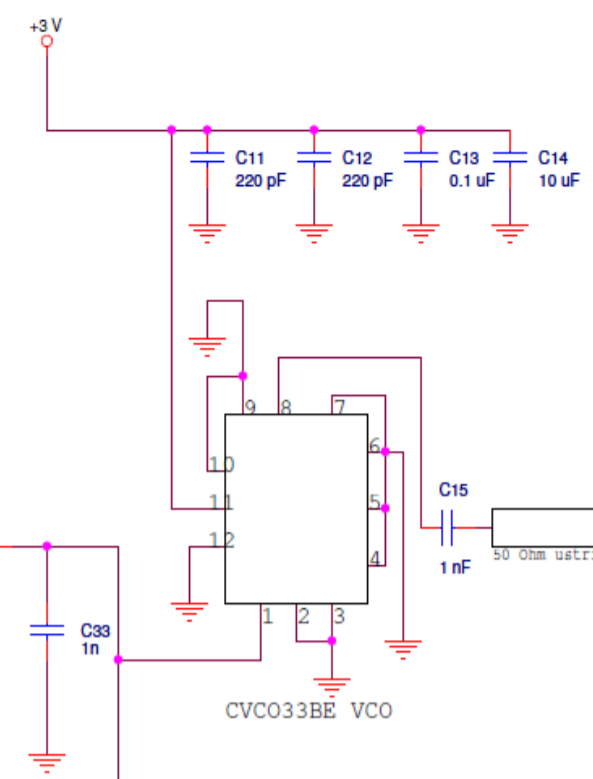 +3 V
C11
220 pF
C12
220 pF
C13
0.1 uF
C14
10 uF
9
8
7
10
6
11
5
12
4
1
2
3
C15
1 nF
50 Ohm
C33
1n
CVCO33BE VCO